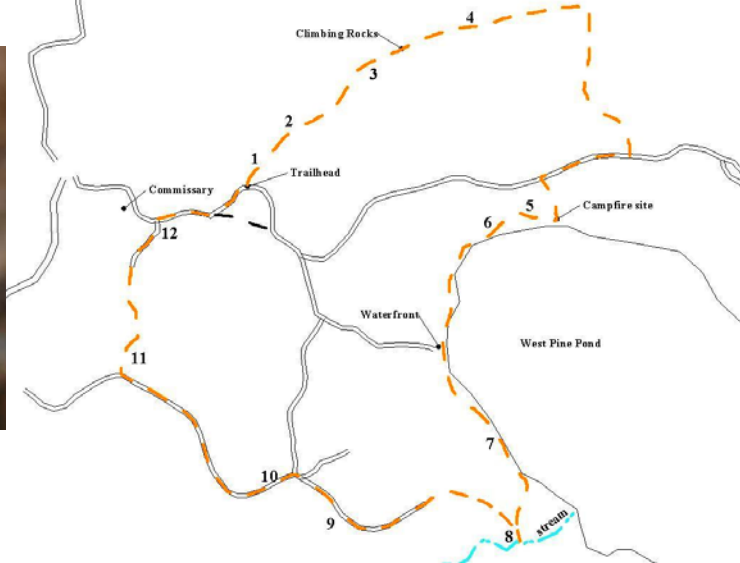 4
Climbing Rocks
3
2
1
Trailhead
Commissary
Campfire site
5
6
12
Waterfront
West Pine Pond
11
7
10
9
stream
8